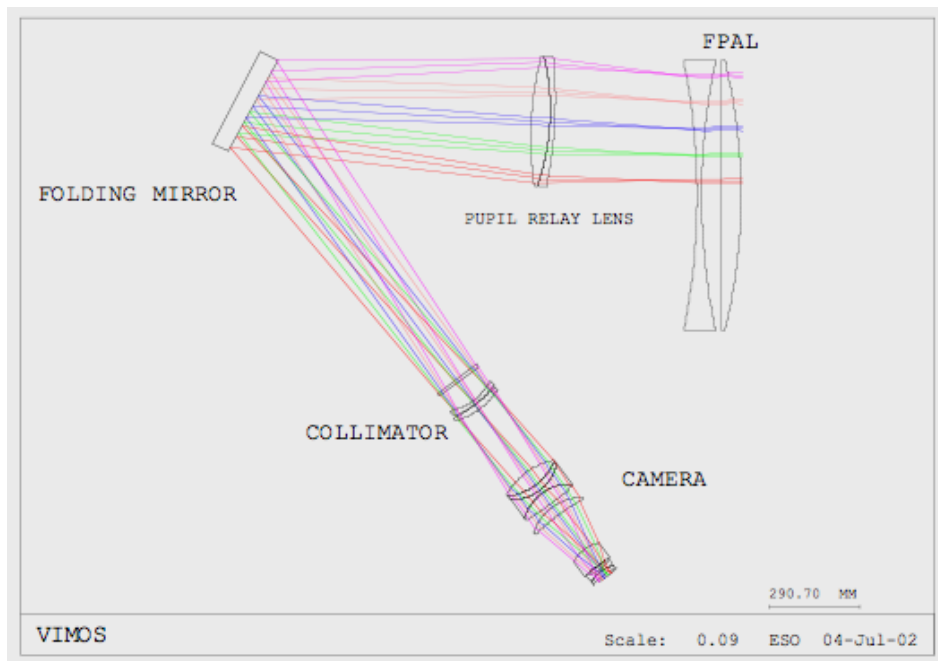 FPAL
FOLDING MIRROR
PUPIL RELAY LENS
COLLIMATOR
CAMERA
290.70 MM
VIMOS
Scale: 0.09 ESO 04-Jul-02